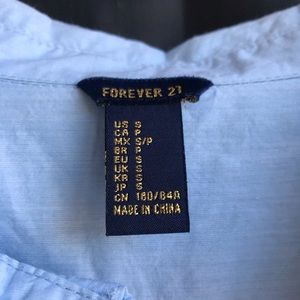 FOREVER 21
US S
CA P
MX S/P
BR P
EU S
UK S
KR S
JP S
CN 160/84A
MADE IN CHINA